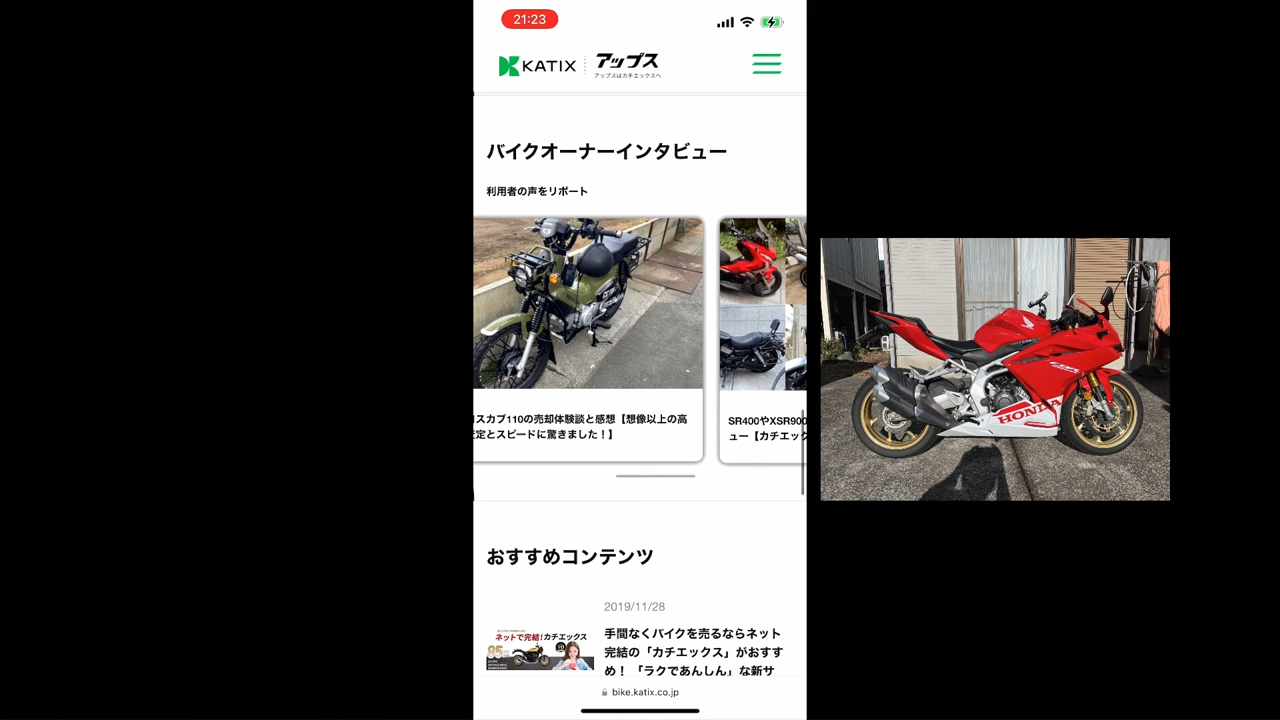 21:23
KATIX
アップス
アップスはカチエックスへ
バイクオーナーインタビュー
利用者の声をリポート
スカブ110の売却体験談と感想【想像以上の高
定とスピードに驚きました！】
SR400やXSR900
ュー【カチエック
HONDA
おすすめコンテンツ
2019/11/28
ネットで完結!カチエックス
手間なくバイクを売るならネット
完結の「カチエックス」がおすす
め！「ラクであんしん」な新サ
bike.katix.co.jp